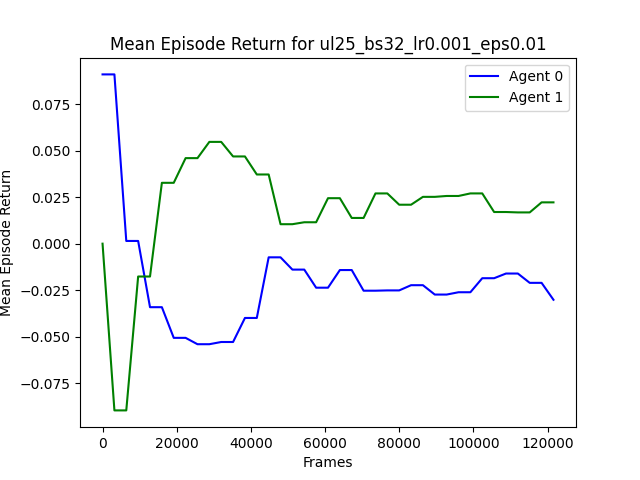 Mean Episode Return for ul25_bs32_lr0.001_eps0.01
Agent 0
Agent 1
Mean Episode Return
0.075
0.050
0.025
0.000
−0.025
−0.050
−0.075
0 20000 40000 60000 80000 100000 120000
Frames